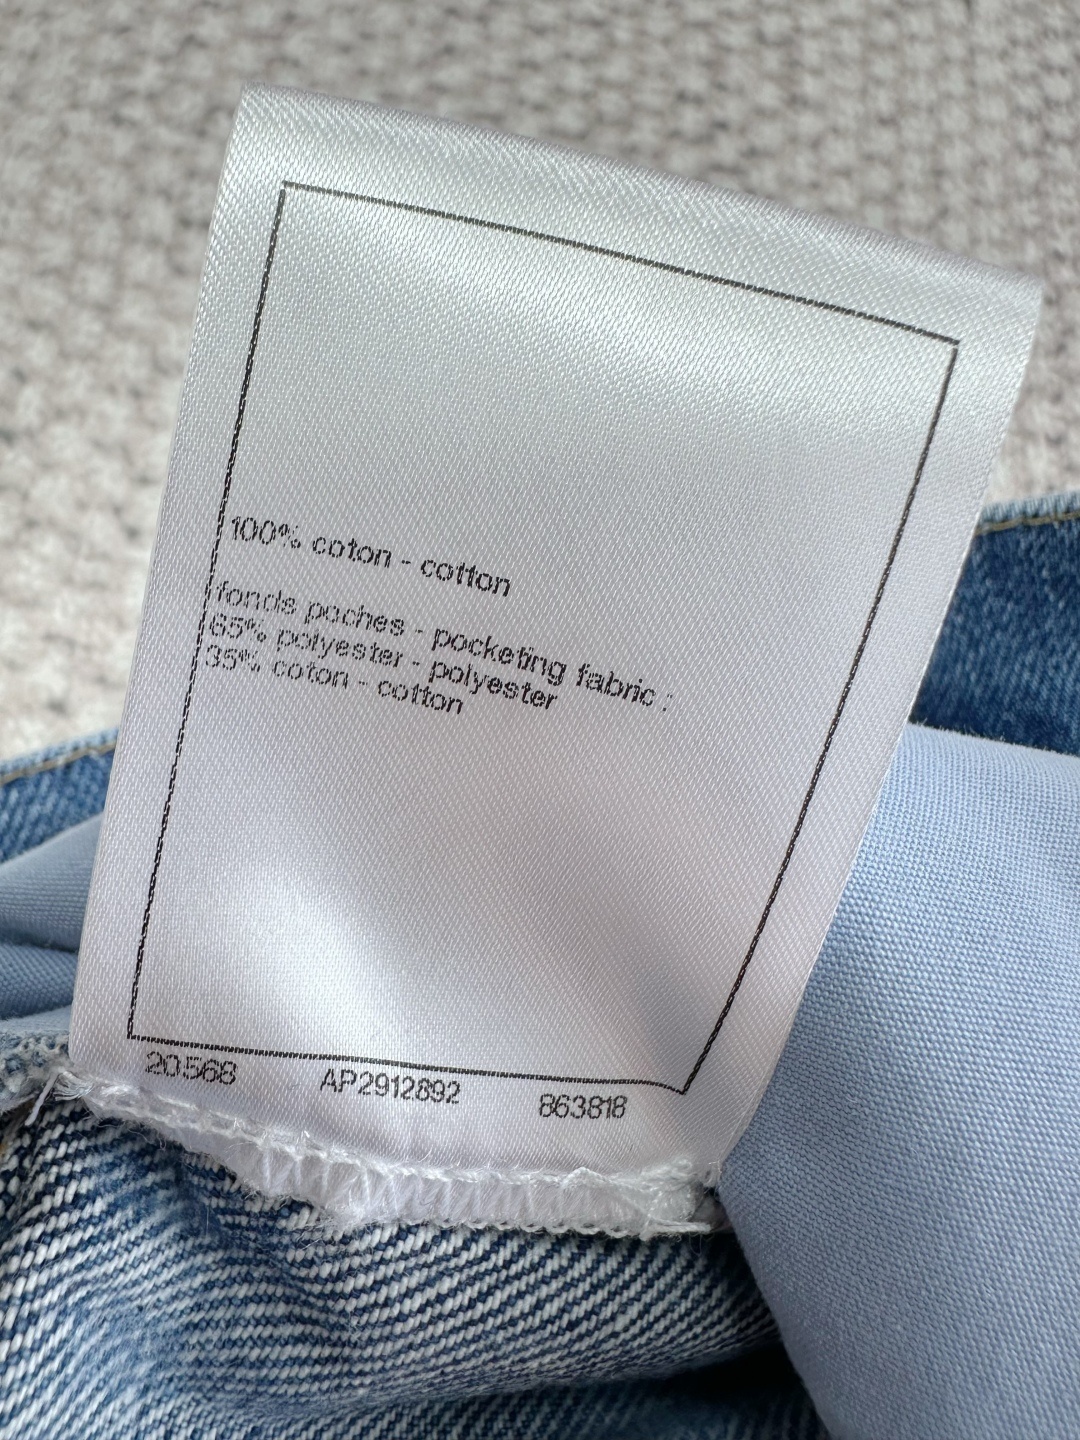 100% coton - cotton
fonds poches - pocketing fabric :
65% polyester - polyester
35% coton - cotton
20568 AP2912892 863818